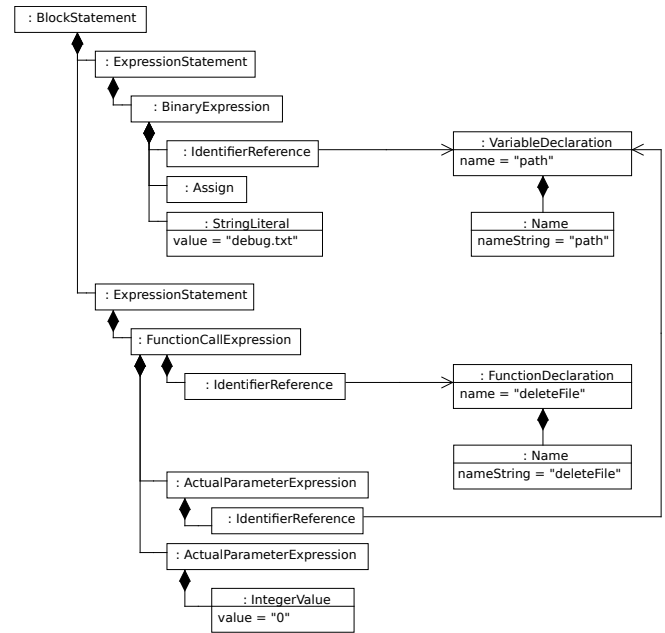 : BlockStatement
: ExpressionStatement
: BinaryExpression
: IdentifierReference
: VariableDeclaration
name = "path"
: Assign
: StringLiteral
value = "debug.txt"
: Name
nameString = "path"
: ExpressionStatement
: FunctionCallExpression
: IdentifierReference
: FunctionDeclaration
name = "deleteFile"
: Name
nameString = "deleteFile"
: ActualParameterExpression
: IdentifierReference
: ActualParameterExpression
: IntegerValue
value = "0"